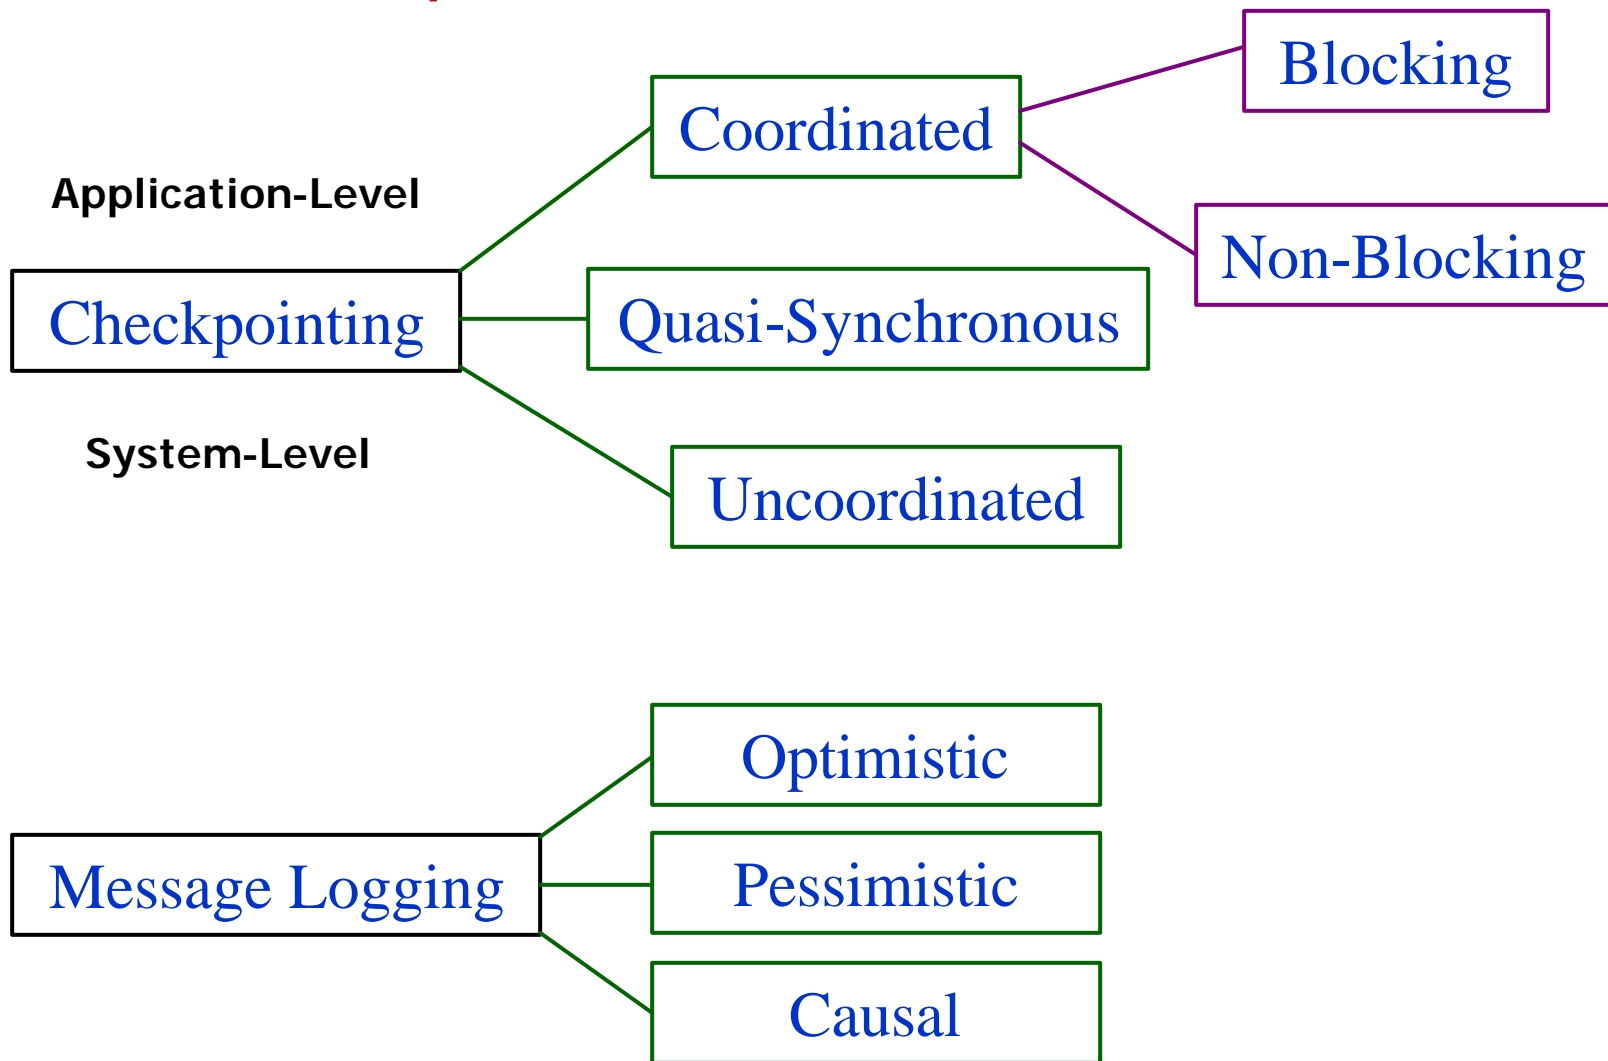 Blocking
Coordinated
Application-Level
Non-Blocking
Checkpointing
Quasi-Synchronous
System-Level
Uncoordinated
Optimistic
Message Logging
Pessimistic
Causal